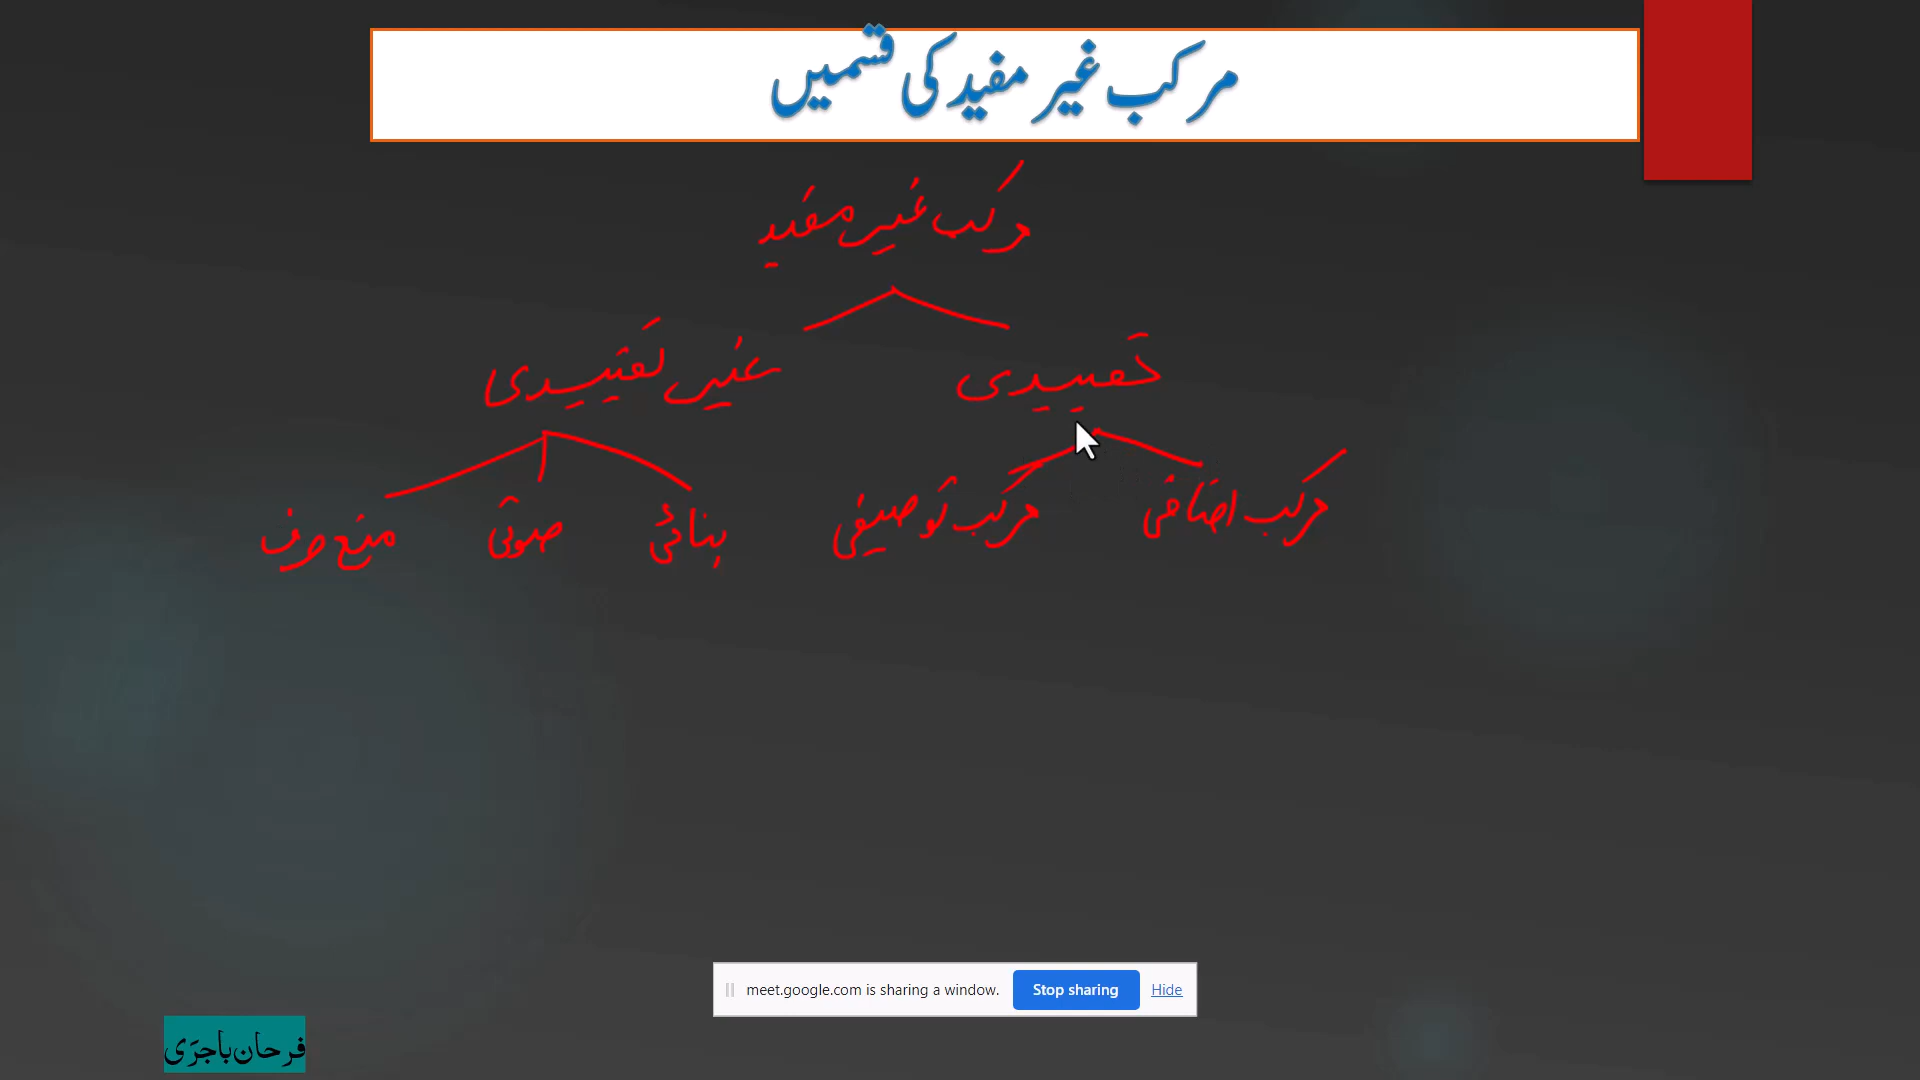 مرکب غیر مفید کی قسمیں
مرکب غیر مفید
تقییدی غیر تقییدی
مرکب اضافی مرکب توصیفی بنائی صوتی منع صرف
meet.google.com is sharing a window. Stop sharing Hide
فرحان باجرَی